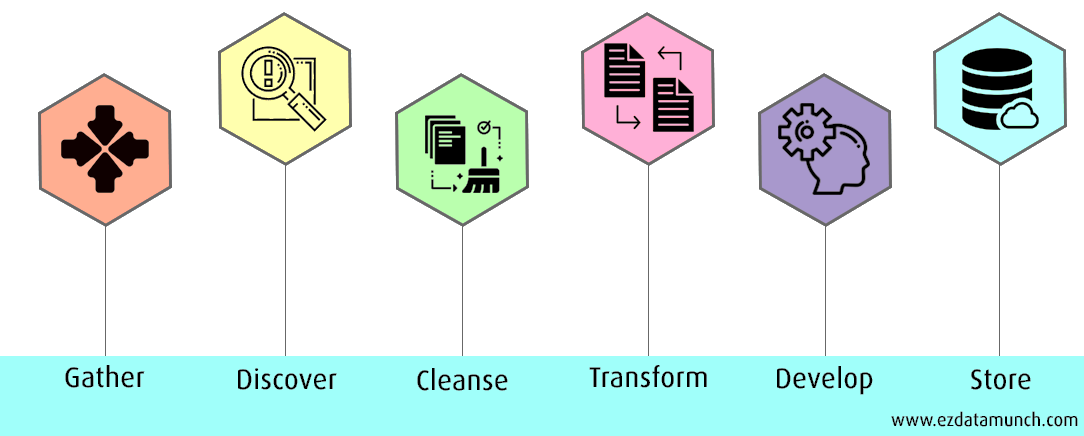 Gather
Discover
Cleanse
Transform
Develop
Store
www.ezdatamunch.com